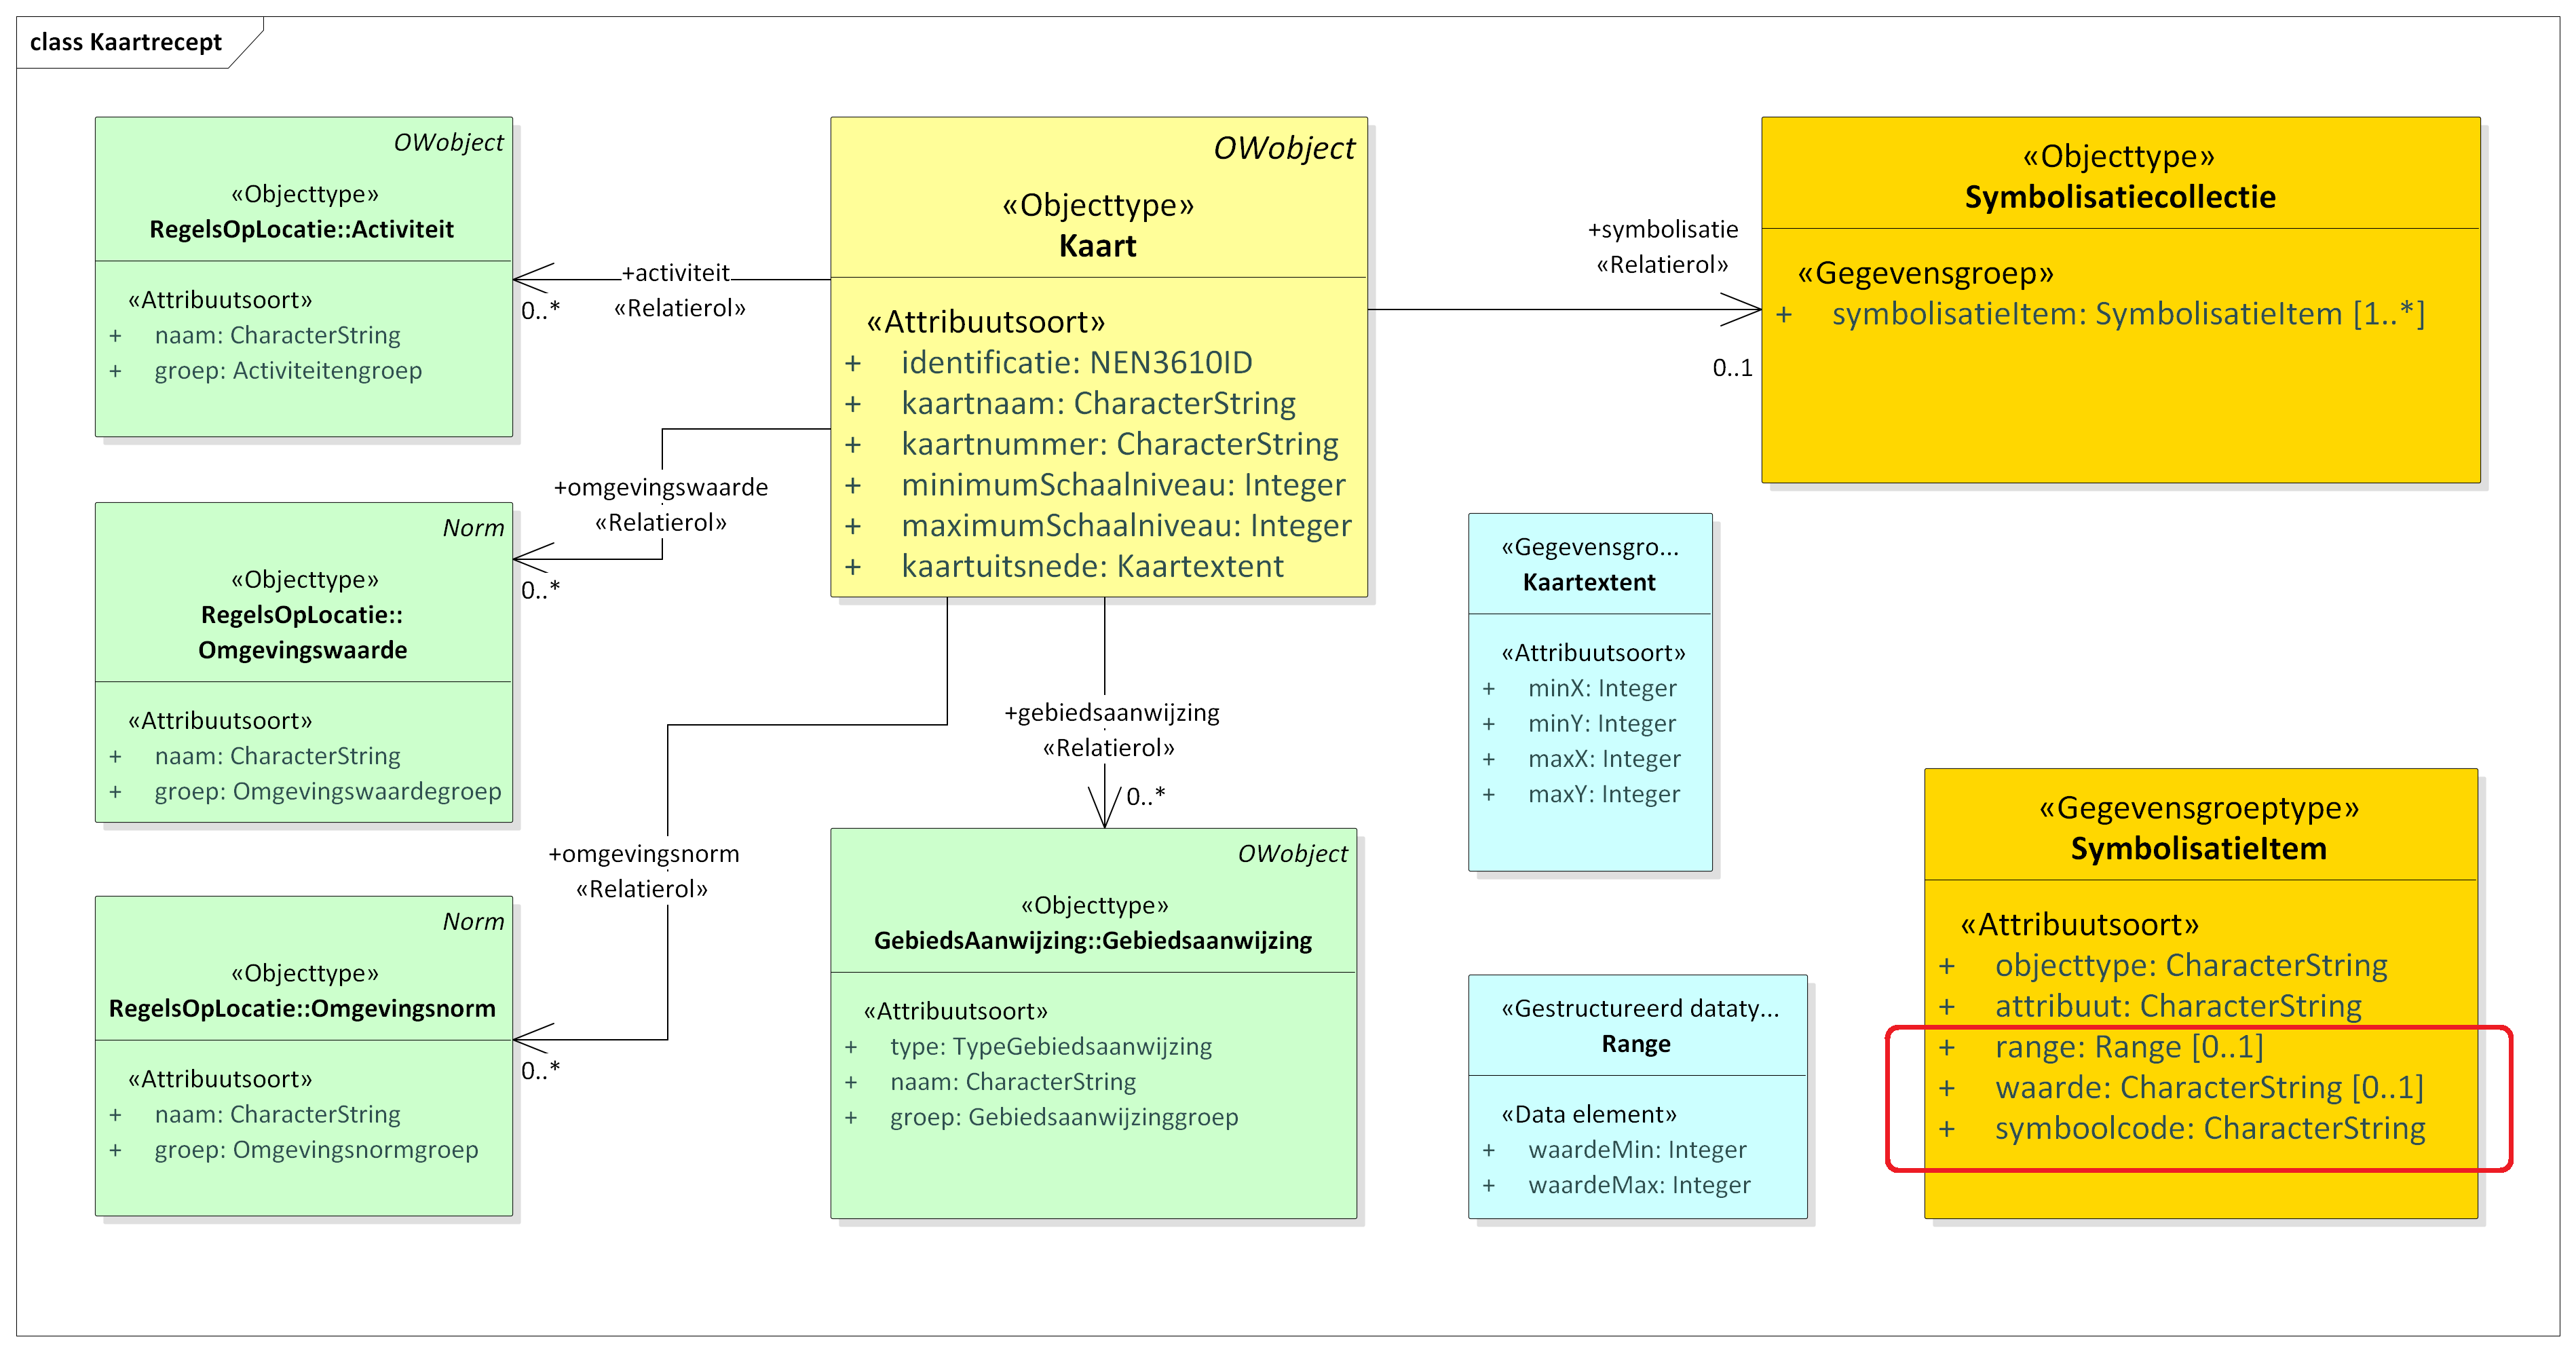 class Kaartrecept
OWobject
«Objecttype»
RegelsOpLocatie::Activiteit
«Attribuutsoort»
+ naam: CharacterString
+ groep: Activiteitengroep
+activiteit
«Relatierol»
0..*
OWobject
«Objecttype»
Kaart
«Attribuutsoort»
+ identificatie: NEN3610ID
+ kaartnaam: CharacterString
+ kaartnummer: CharacterString
+ minimumSchaalniveau: Integer
+ maximumSchaalniveau: Integer
+ kaartuitsnede: Kaartextent
+symbolisatie
«Relatierol»
0..1
«Objecttype»
Symbolisatiecollectie
«Gegevensgroep»
+ symbolisatieItem: SymbolisatieItem [1..*]
+omgevingswaarde
«Relatierol»
0..*
Norm
«Objecttype»
RegelsOpLocatie::
Omgevingswaarde
«Attribuutsoort»
+ naam: CharacterString
+ groep: Omgevingswaardegroep
«Gegevensgro...
Kaartextent
«Attribuutsoort»
+ minX: Integer
+ minY: Integer
+ maxX: Integer
+ maxY: Integer
+gebiedsaanwijzing
«Relatierol»
0..*
+omgevingsnorm
«Relatierol»
0..*
Norm
«Objecttype»
RegelsOpLocatie::Omgevingsnorm
«Attribuutsoort»
+ naam: CharacterString
+ groep: Omgevingsnormgroep
OWobject
«Objecttype»
GebiedsAanwijzing::Gebiedsaanwijzing
«Attribuutsoort»
+ type: TypeGebiedsaanwijzing
+ naam: CharacterString
+ groep: Gebiedsaanwijzinggroep
«Gestructureerd dataty...
Range
«Data element»
+ waardeMin: Integer
+ waardeMax: Integer
«Gegevensgroeptype»
SymbolisatieItem
«Attribuutsoort»
+ objecttype: CharacterString
+ attribuut: CharacterString
+ range: Range [0..1]
+ waarde: CharacterString [0..1]
+ symboolcode: CharacterString